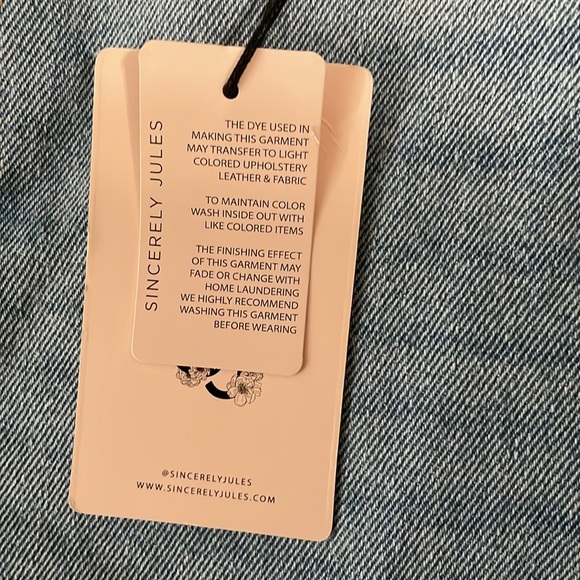 SINCERELY JULES
THE DYE USED IN
MAKING THIS GARMENT
MAY TRANSFER TO LIGHT
COLORED UPHOLSTERY
LEATHER & FABRIC
TO MAINTAIN COLOR
WASH INSIDE OUT WITH
LIKE COLORED ITEMS
THE FINISHING EFFECT
OF THIS GARMENT MAY
FADE OR CHANGE WITH
HOME LAUNDERING
WE HIGHLY RECOMMEND
WASHING THIS GARMENT
BEFORE WEARING
@SINCERELYJULES
WWW.SINCERELYJULES.COM